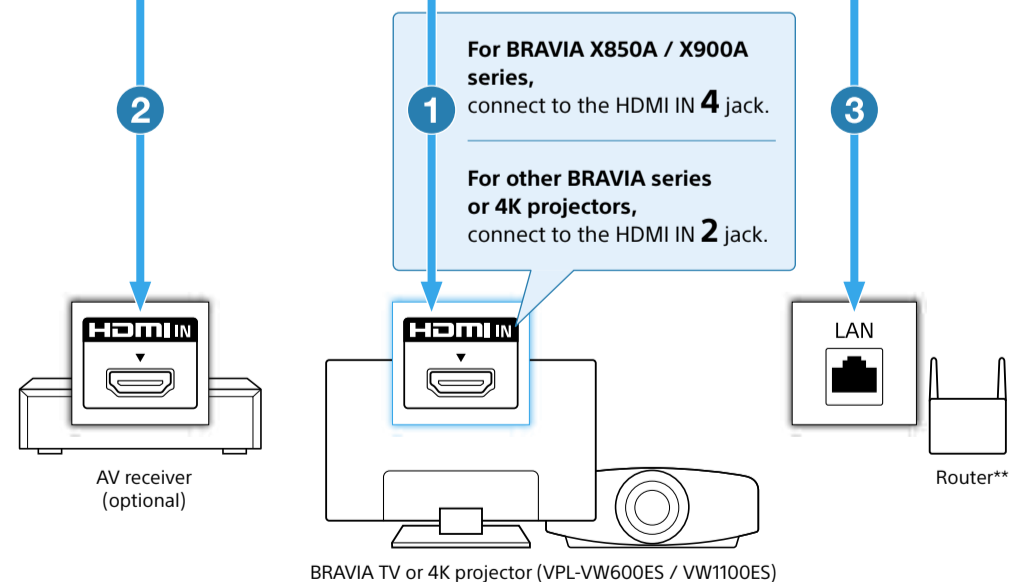 For BRAVIA X850A / X900A
series,
connect to the HDMI IN 4 jack.
For other BRAVIA series
or 4K projectors,
connect to the HDMI IN 2 jack.
2
1
3
HDMI IN
HDMI IN
LAN
AV receiver
(optional)
Router**
BRAVIA TV or 4K projector (VPL-VW600ES / VW1100ES)